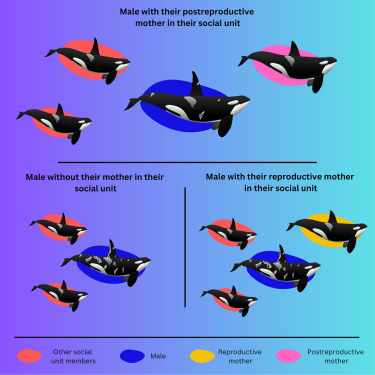 Male with their postreproductive
mother in their social unit
Male without their mother in their
social unit
Male with their reproductive mother
in their social unit
Other social
unit members
Male
Reproductive
mother
Postreproductive
mother